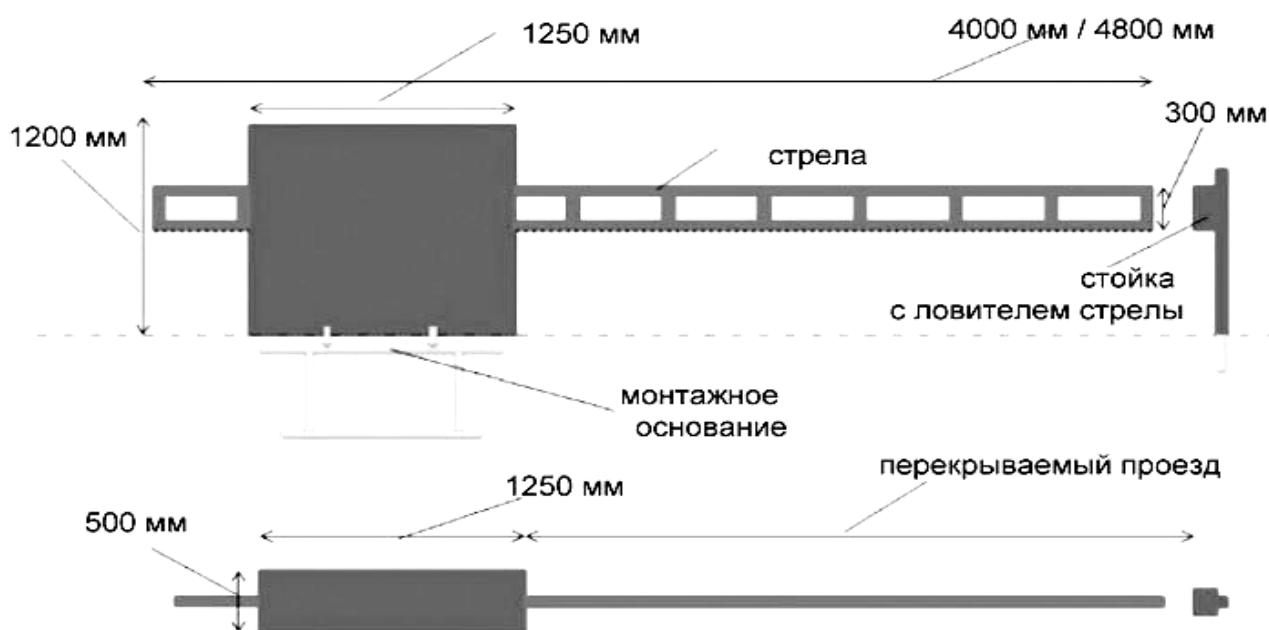 1250 мм
4000 мм / 4800 мм
1200 мм
300 мм
стрела
стойка
с ловителем стрелы
монтажное
основание
перекрываемый проезд
1250 мм
500 мм